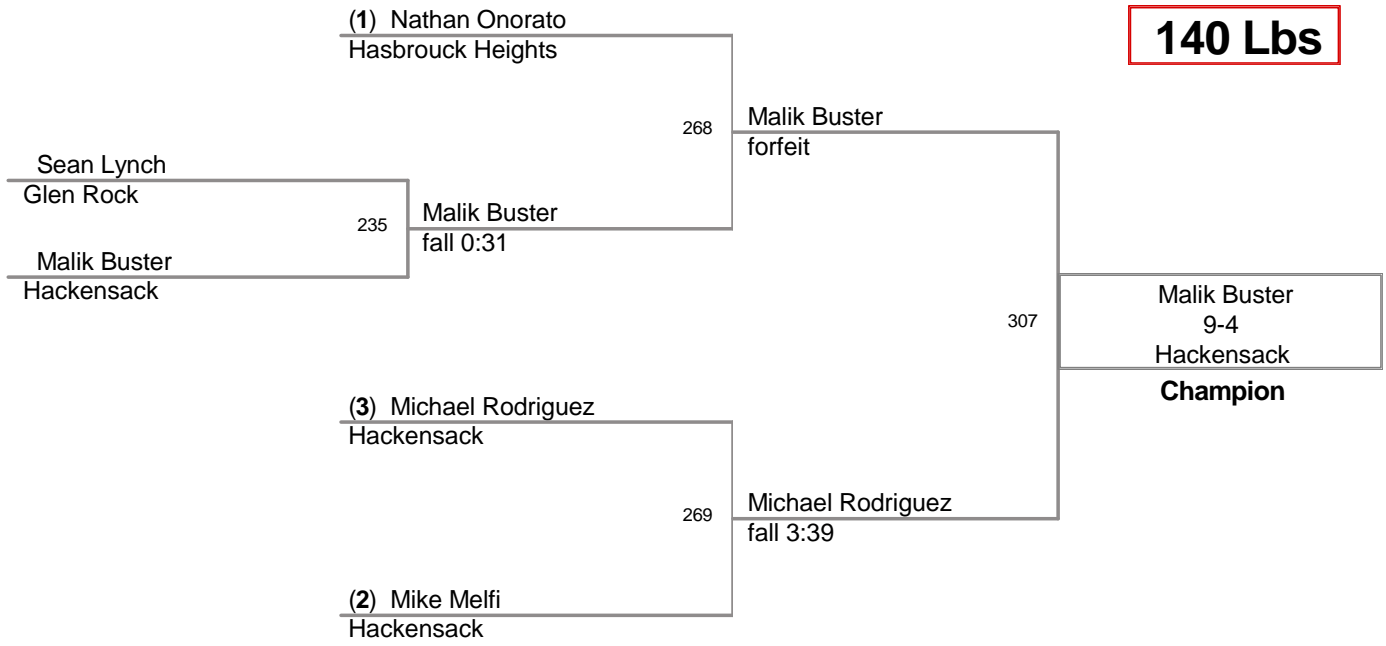 (1) Nathan Onorato
Hasbrouck Heights
140 Lbs
268
Malik Buster
forfeit
Sean Lynch
Glen Rock
235
Malik Buster
fall 0:31
Malik Buster
Hackensack
307
Malik Buster
9-4
Hackensack
Champion
(3) Michael Rodriguez
Hackensack
269
Michael Rodriguez
fall 3:39
(2) Mike Melfi
Hackensack